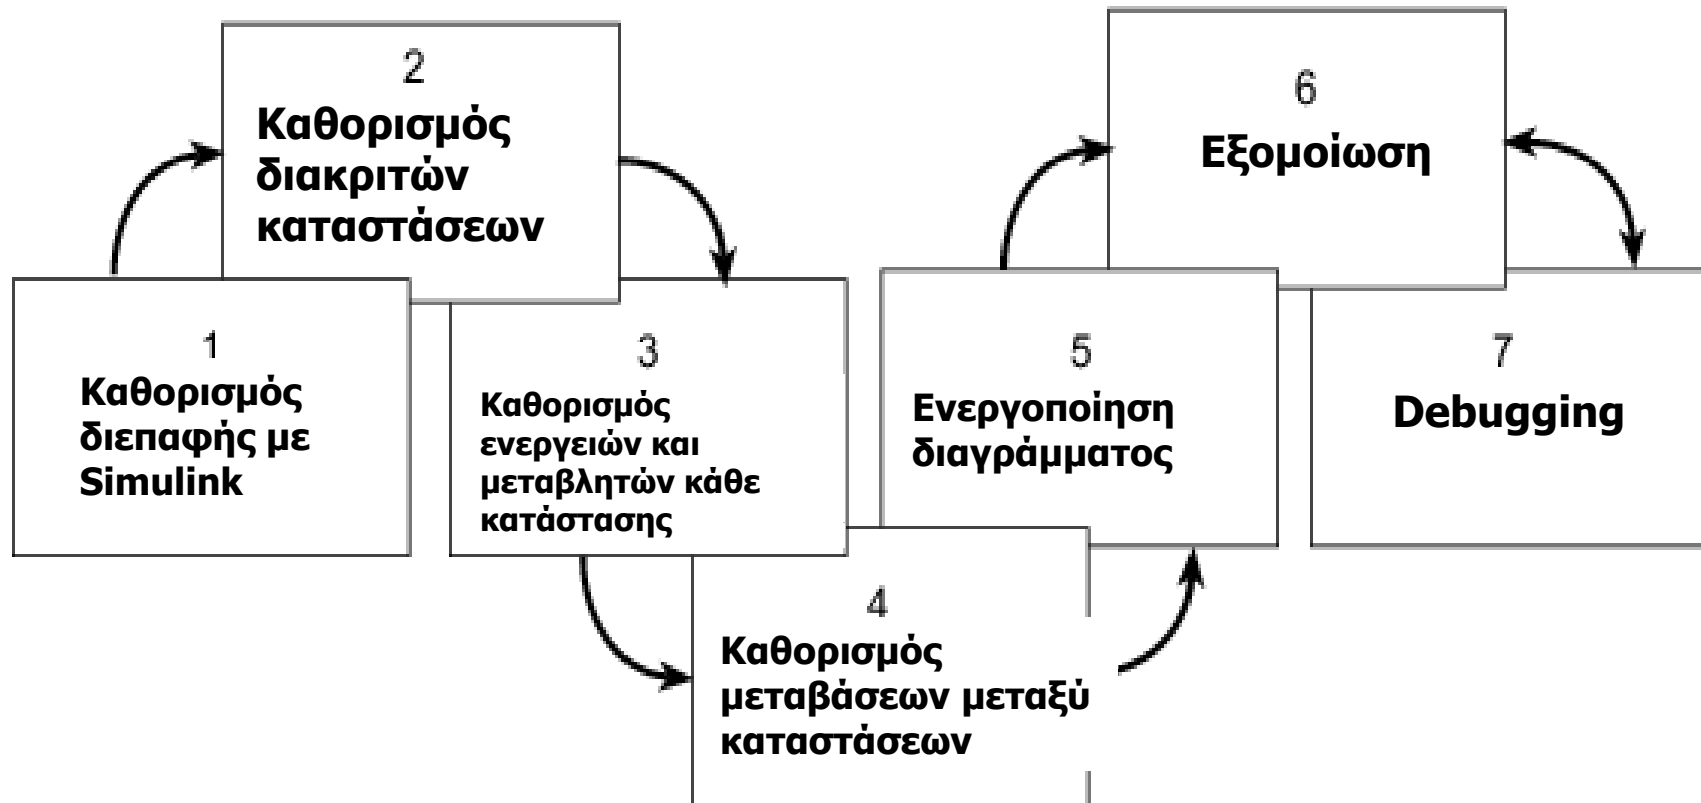 1
Καθορισμός
διεπαφής με
Simulink
2
Καθορισμός
διακριτών
καταστάσεων
3
Καθορισμός
ενεργειών και
μεταβλητών κάθε
κατάστασης
4
Καθορισμός
μεταβάσεων μεταξύ
καταστάσεων
5
Ενεργοποίηση
διαγράμματος
6
Εξομοίωση
7
Debugging